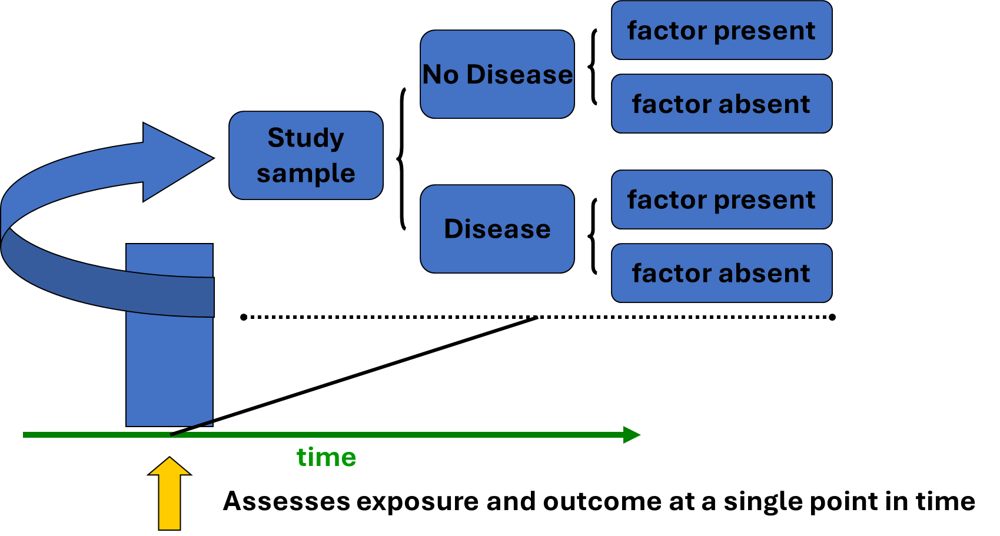 factor present
No Disease
factor absent
Study
sample
factor present
Disease
factor absent
time
Assesses exposure and outcome at a single point in time